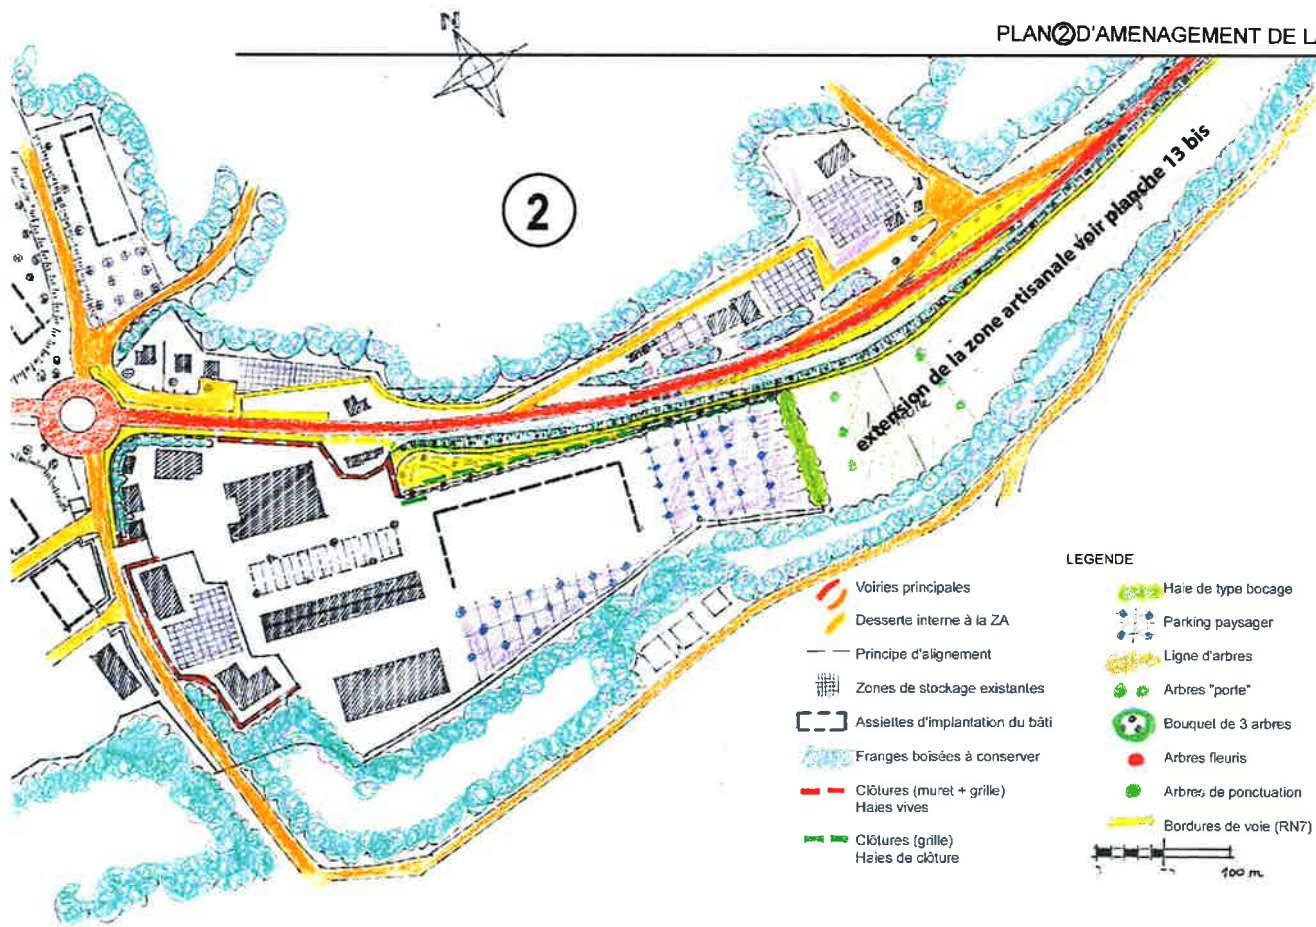 N
PLAN ② D'AMENAGEMENT DE LA
2
extension de la zone artisanale voir planche 13 bis
LEGENDE
Voiries principales
Desserte interne à la ZA
Principe d'alignement
Zones de stockage existantes
Assiettes d'implantation du bâti
Franges boisées à conserver
Clôtures (muret + grille)
Haies vives
Clôtures (grille)
Haies de clôture
Haie de type bocage
Parking paysager
Ligne d'arbres
Arbres "porte"
Bouquet de 3 arbres
Arbres fleuris
Arbres de ponctuation
Bordures de voie (RN7)
100 m